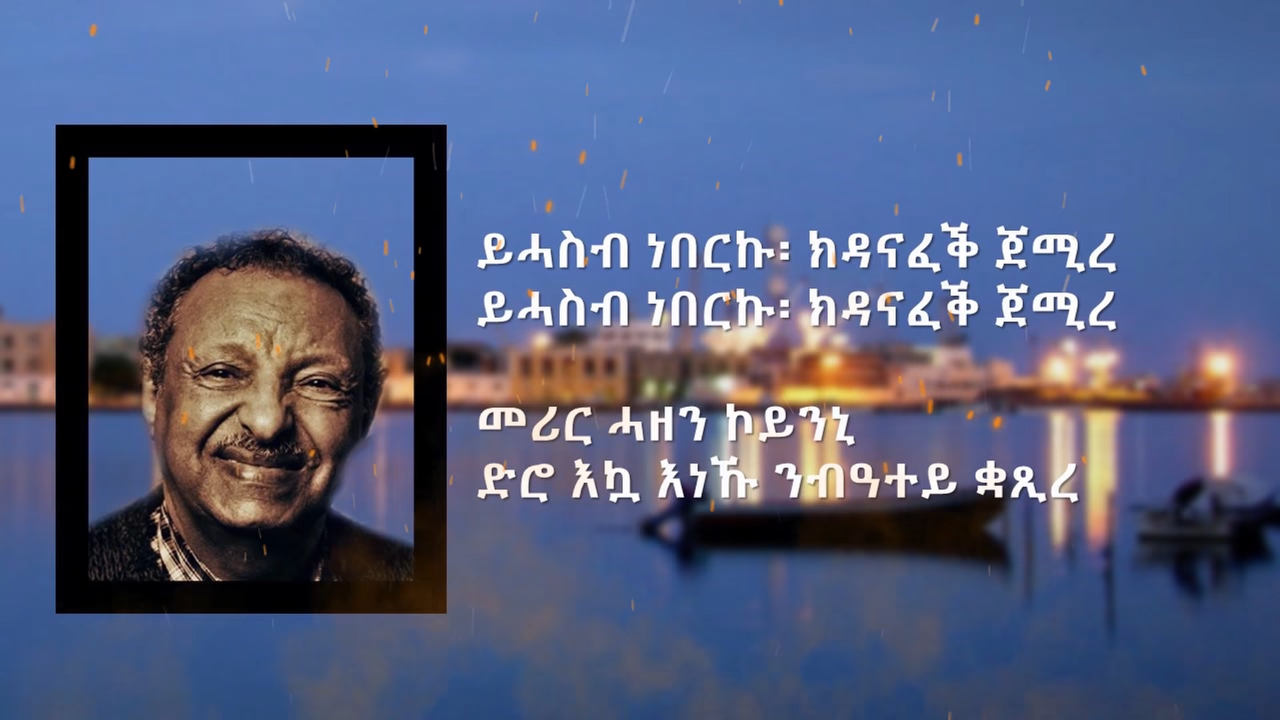 ይሓስብ ነበርኩ፡ ክዳናፈቕ ጀሚረ
ይሓስብ ነበርኩ፡ ክዳናፈቕ ጀሚረ
መሪር ሓዘን ኮይንኒ
ድሮ እኳ እነኹ ንብዓተይ ቋጺረ